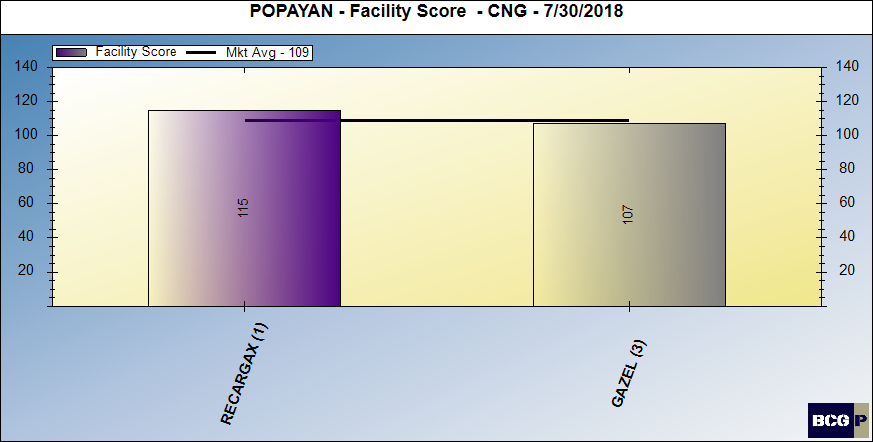 POPAYAN - Facility Score - CNG - 7/30/2018
Facility Score Mkt Avg - 109
140 140
120 120
100 100
80 80
60 60
40 40
20 20
115
107
RECARGAX (1)
GAZEL (3)
BCG P